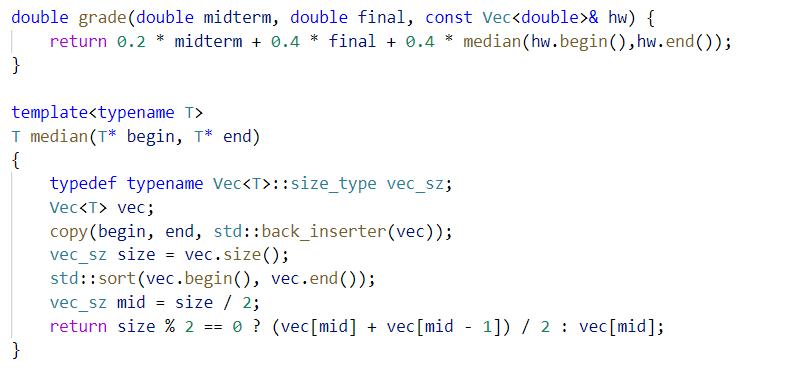 double grade(double midterm, double final, const Vec<double>& hw) {
    return 0.2 * midterm + 0.4 * final + 0.4 * median(hw.begin(),hw.end());
}

template<typename T>
T median(T* begin, T* end)
{
    typedef typename Vec<T>::size_type vec_sz;
    Vec<T> vec;
    copy(begin, end, std::back_inserter(vec));
    vec_sz size = vec.size();
    std::sort(vec.begin(), vec.end());
    vec_sz mid = size / 2;
    return size % 2 == 0 ? (vec[mid] + vec[mid - 1]) / 2 : vec[mid];
}